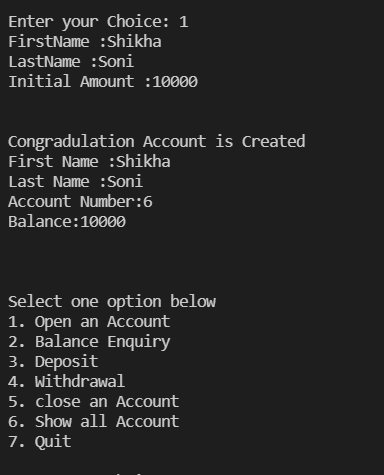 Enter your Choice: 1
FirstName :Shikha
LastName :Soni
Initial Amount :10000
Congradulation Account is Created
First Name :Shikha
Last Name :Soni
Account Number:6
Balance:10000
Select one option below
1. Open an Account
2. Balance Enquiry
3. Deposit
4. Withdrawal
5. close an Account
6. Show all Account
7. Quit